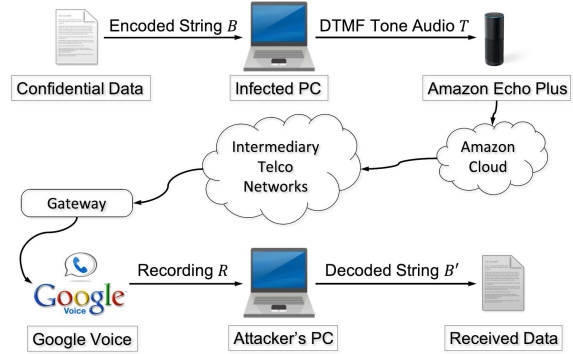 Encoded String B
DTMF Tone Audio T
Confidential Data
Infected PC
Amazon Echo Plus
Intermediary
Telco
Networks
Amazon
Cloud
Gateway
Recording R
Decoded String B′
Google
Voice
Google Voice
Attacker's PC
Received Data